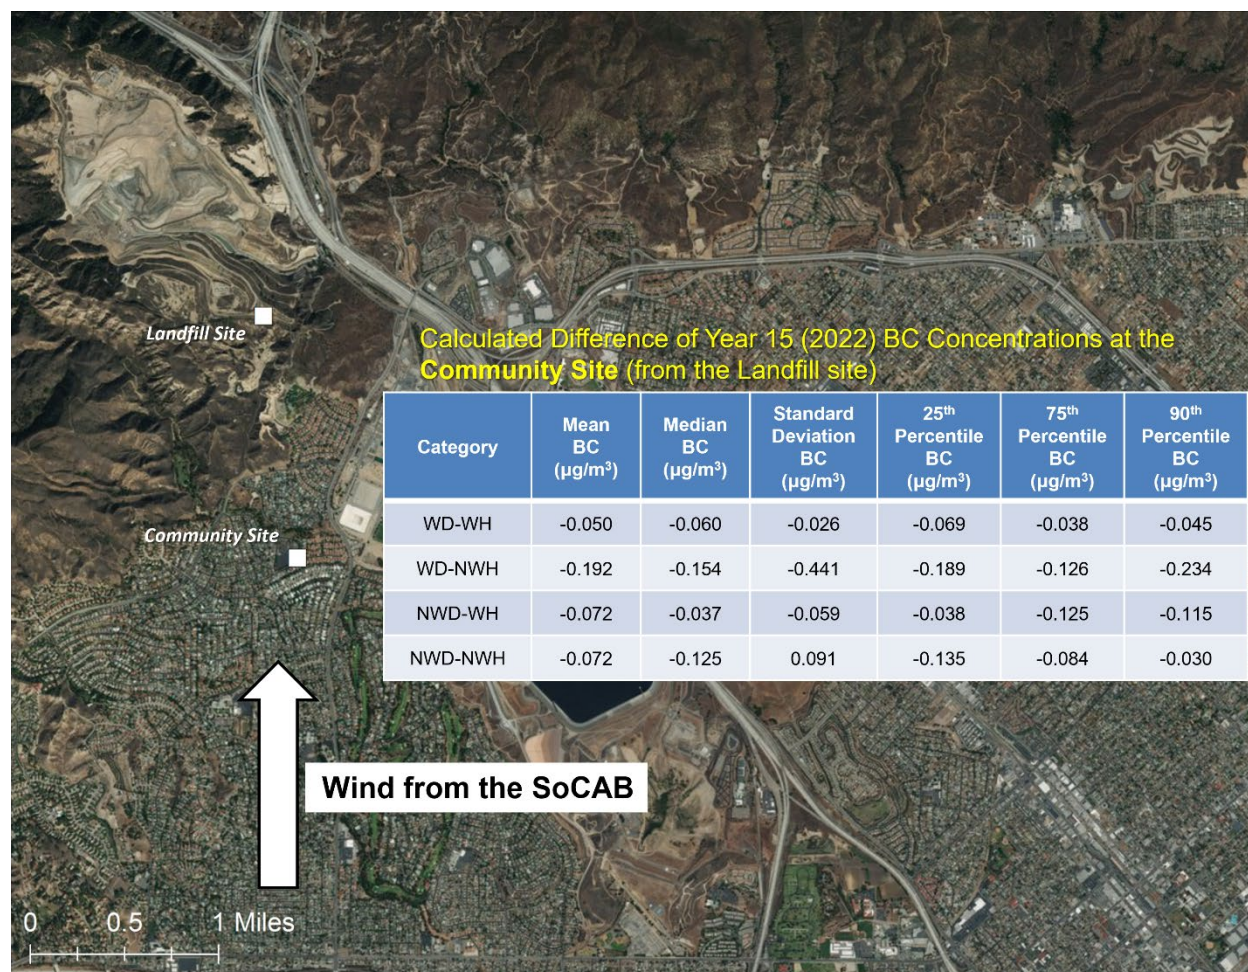 Landfill Site
Calculated Difference of Year 15 (2022) BC Concentrations at the
Community Site (from the Landfill site)
Category
Mean
BC
(µg/m³)
Median
BC
(µg/m³)
Standard
Deviation
BC
(µg/m³)
25th
Percentile
BC
(µg/m³)
75th
Percentile
BC
(µg/m³)
90th
Percentile
BC
(µg/m³)
WD-WH -0.050 -0.060 -0.026 -0.069 -0.038 -0.045
WD-NWH -0.192 -0.154 -0.441 -0.189 -0.126 -0.234
NWD-WH -0.072 -0.037 -0.059 -0.038 -0.125 -0.115
NWD-NWH -0.072 -0.125 0.091 -0.135 -0.084 -0.030
Community Site
Wind from the SoCAB
0 0.5 1 Miles